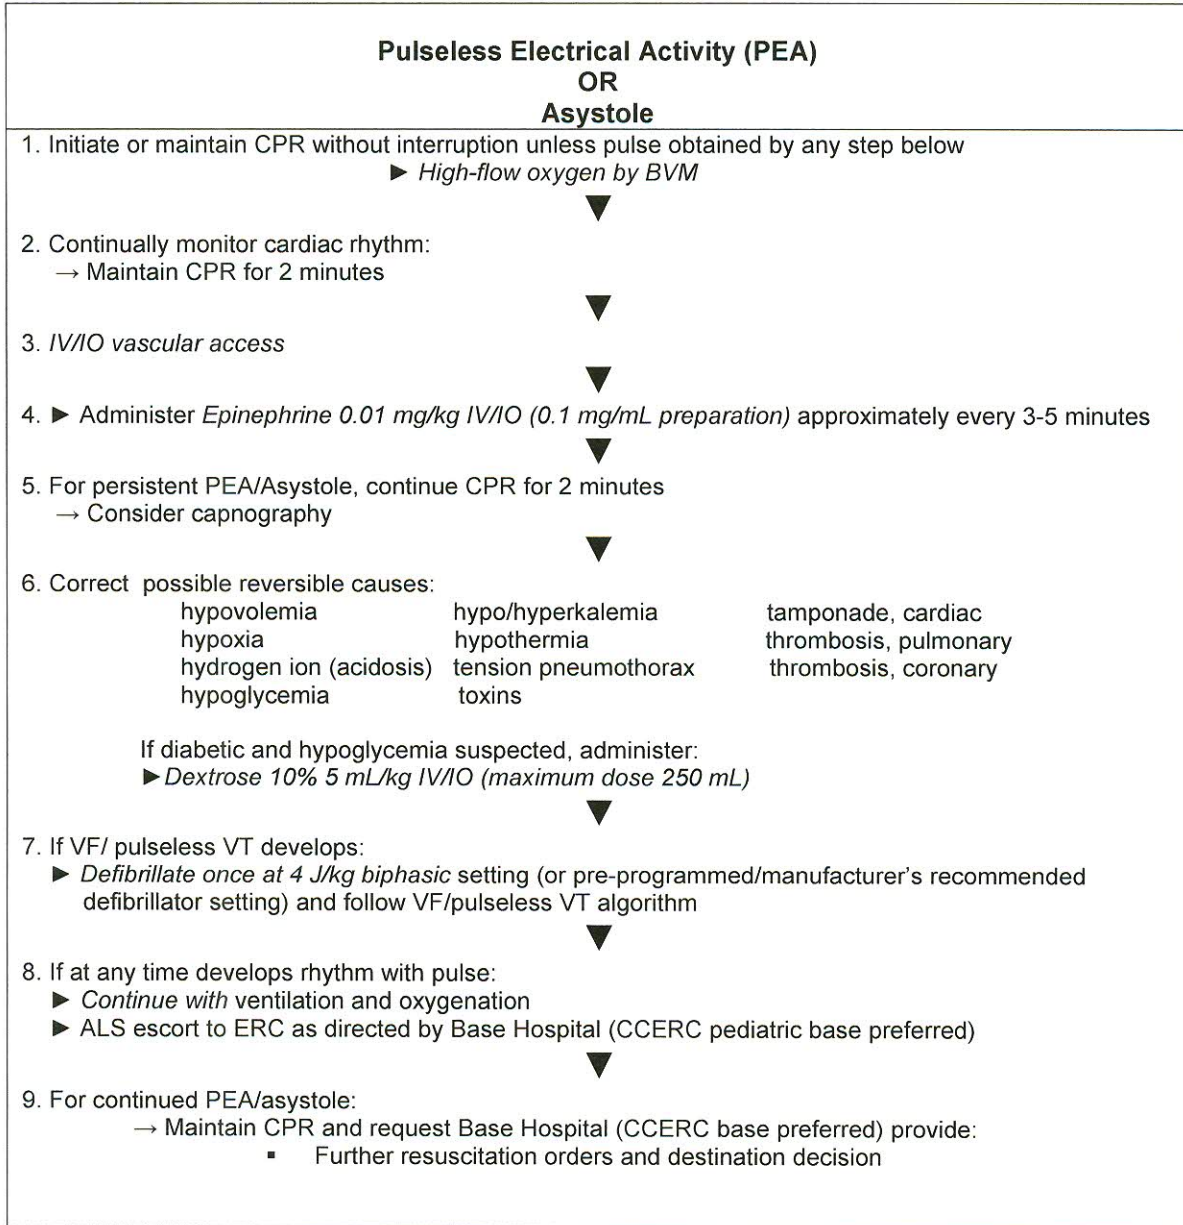 Pulseless Electrical Activity (PEA)
OR
Asystole
1. Initiate or maintain CPR without interruption unless pulse obtained by any step below
► High-flow oxygen by BVM
2. Continually monitor cardiac rhythm:
→ Maintain CPR for 2 minutes
3. IV/IO vascular access
4. ► Administer Epinephrine 0.01 mg/kg IV/IO (0.1 mg/mL preparation) approximately every 3-5 minutes
5. For persistent PEA/Asystole, continue CPR for 2 minutes
→ Consider capnography
6. Correct possible reversible causes:
hypovolemia hypo/hyperkalemia tamponade, cardiac
hypoxia hypothermia thrombosis, pulmonary
hydrogen ion (acidosis) tension pneumothorax thrombosis, coronary
hypoglycemia toxins
If diabetic and hypoglycemia suspected, administer:
►Dextrose 10% 5 mL/kg IV/IO (maximum dose 250 mL)
7. If VF/ pulseless VT develops:
► Defibrillate once at 4 J/kg biphasic setting (or pre-programmed/manufacturer's recommended
defibrillator setting) and follow VF/pulseless VT algorithm
8. If at any time develops rhythm with pulse:
► Continue with ventilation and oxygenation
► ALS escort to ERC as directed by Base Hospital (CCERC pediatric base preferred)
9. For continued PEA/asystole:
→ Maintain CPR and request Base Hospital (CCERC base preferred) provide:
▪ Further resuscitation orders and destination decision